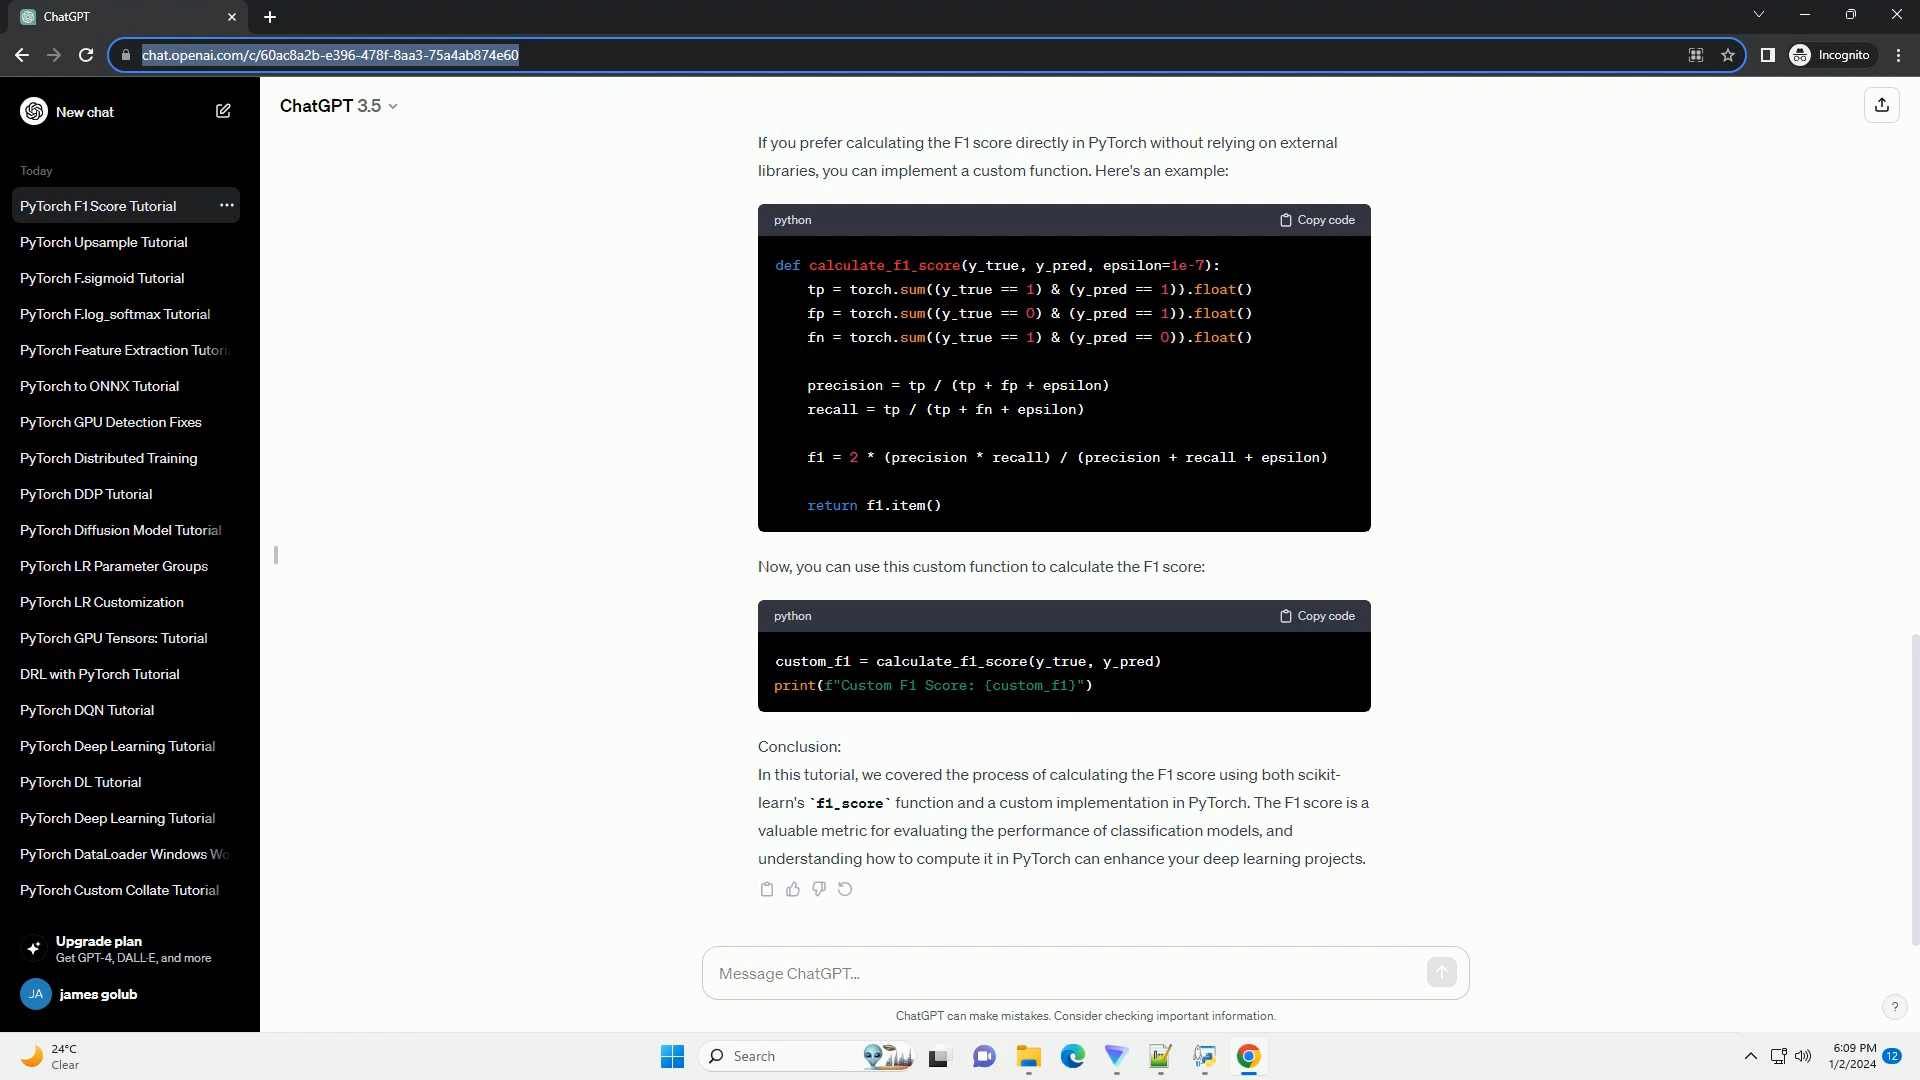 ChatGPT
chat.openai.com/c/60ac8a2b-e396-478f-8aa3-75a4ab874e60
Incognito
New chat
Today
PyTorch F1 Score Tutorial
PyTorch Upsample Tutorial
PyTorch F.sigmoid Tutorial
PyTorch F.log_softmax Tutorial
PyTorch Feature Extraction Tutoria
PyTorch to ONNX Tutorial
PyTorch GPU Detection Fixes
PyTorch Distributed Training
PyTorch DDP Tutorial
PyTorch Diffusion Model Tutorial
PyTorch LR Parameter Groups
PyTorch LR Customization
PyTorch GPU Tensors: Tutorial
DRL with PyTorch Tutorial
PyTorch DQN Tutorial
PyTorch Deep Learning Tutorial
PyTorch DL Tutorial
PyTorch Deep Learning Tutorial
PyTorch DataLoader Windows Wo
PyTorch Custom Collate Tutorial
Upgrade plan
Get GPT-4, DALL·E, and more
JA james golub
ChatGPT 3.5
If you prefer calculating the F1 score directly in PyTorch without relying on external
libraries, you can implement a custom function. Here's an example:
python Copy code
def calculate_f1_score(y_true, y_pred, epsilon=1e-7):
tp = torch.sum((y_true == 1) & (y_pred == 1)).float()
fp = torch.sum((y_true == 0) & (y_pred == 1)).float()
fn = torch.sum((y_true == 1) & (y_pred == 0)).float()
precision = tp / (tp + fp + epsilon)
recall = tp / (tp + fn + epsilon)
f1 = 2 * (precision * recall) / (precision + recall + epsilon)
return f1.item()
Now, you can use this custom function to calculate the F1 score:
python Copy code
custom_f1 = calculate_f1_score(y_true, y_pred)
print(f"Custom F1 Score: {custom_f1}")
Conclusion:
In this tutorial, we covered the process of calculating the F1 score using both scikit-
learn's `f1_score` function and a custom implementation in PyTorch. The F1 score is a
valuable metric for evaluating the performance of classification models, and
understanding how to compute it in PyTorch can enhance your deep learning projects.
Message ChatGPT...
ChatGPT can make mistakes. Consider checking important information.
?
24°C
Clear
Search
6:09 PM
1/2/2024
12